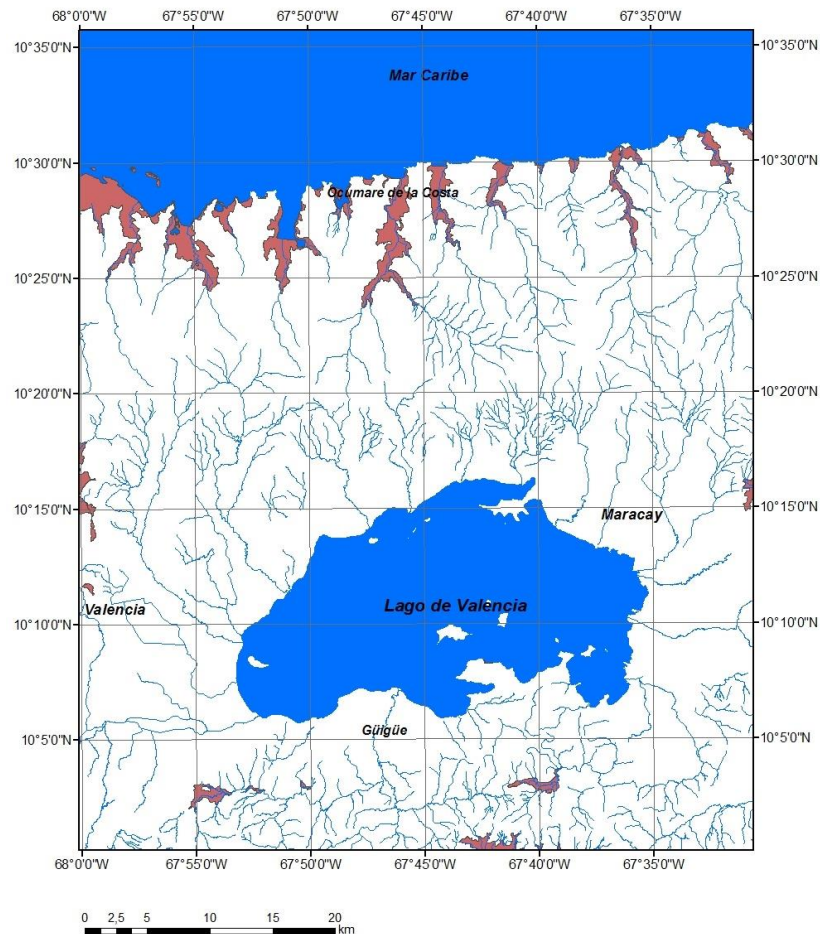 68°0'0"W 67°55'0"W 67°50'0"W 67°45'0"W 67°40'0"W 67°35'0"W
10°35'0"N 10°35'0"N
Mar Caribe
10°30'0"N 10°30'0"N
Ocumare de la Costa
10°25'0"N 10°25'0"N
10°20'0"N 10°20'0"N
10°15'0"N 10°15'0"N
Maracay
Valencia
Lago de Valencia
10°10'0"N 10°10'0"N
Güigüe
10°5'0"N 10°5'0"N
68°0'0"W 67°55'0"W 67°50'0"W 67°45'0"W 67°40'0"W 67°35'0"W
0 2,5 5 10 15 20
km